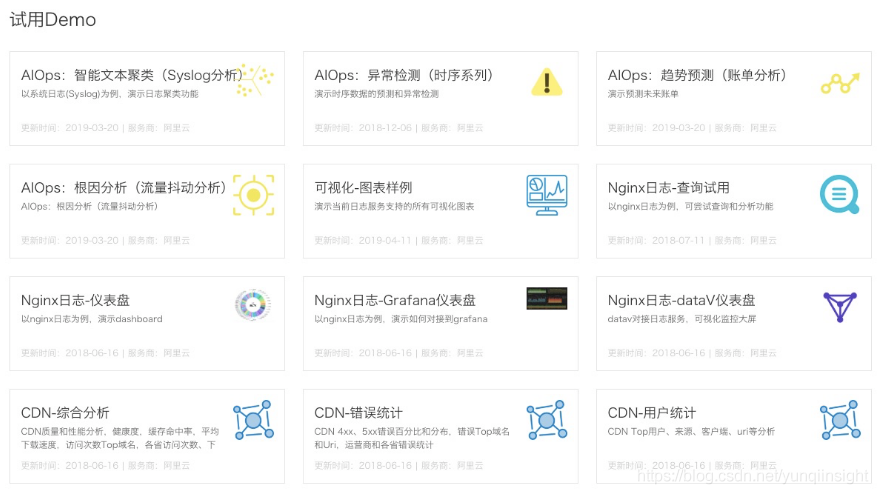 试用Demo
AIOps：智能文本聚类（Syslog分析）
以系统日志(Syslog)为例，演示日志聚类功能
更新时间：2019-03-20 | 服务商：阿里云
AIOps：异常检测（时序系列）
演示时序数据的预测和异常检测
更新时间：2018-12-06 | 服务商：阿里云
AIOps：趋势预测（账单分析）
演示预测未来账单
更新时间：2019-03-20 | 服务商：阿里云
AIOps：根因分析（流量抖动分析）
AIOps：根因分析（流量抖动分析）
更新时间：2019-03-20 | 服务商：阿里云
可视化-图表样例
演示当前日志服务支持的所有可视化图表
更新时间：2019-04-11 | 服务商：阿里云
Nginx日志-查询试用
以nginx日志为例，可尝试查询和分析功能
更新时间：2018-07-11 | 服务商：阿里云
Nginx日志-仪表盘
以nginx日志为例，演示dashboard
更新时间：2018-06-16 | 服务商：阿里云
Nginx日志-Grafana仪表盘
以nginx日志为例，演示如何对接到grafana
更新时间：2018-06-16 | 服务商：阿里云
Nginx日志-dataV仪表盘
datav对接日志服务，可视化监控大屏
更新时间：2018-06-16 | 服务商：阿里云
CDN-综合分析
CDN质量和性能分析，健康度，缓存命中率，平均
下载速度，访问次数Top域名，各省访问次数、下
更新时间：2018-06-16 | 服务商：阿里云
CDN-错误统计
CDN 4xx、5xx错误百分比和分布，错误Top域名
和Uri，运营商和各省错误统计
更新时间：2018-06-16 | 服务商：阿里云
CDN-用户统计
CDN Top用户、来源、客户端、uri等分析
更新时间：2018-06-16 | 服务商：阿里云
https://blog.csdn.net/yunqiinsight